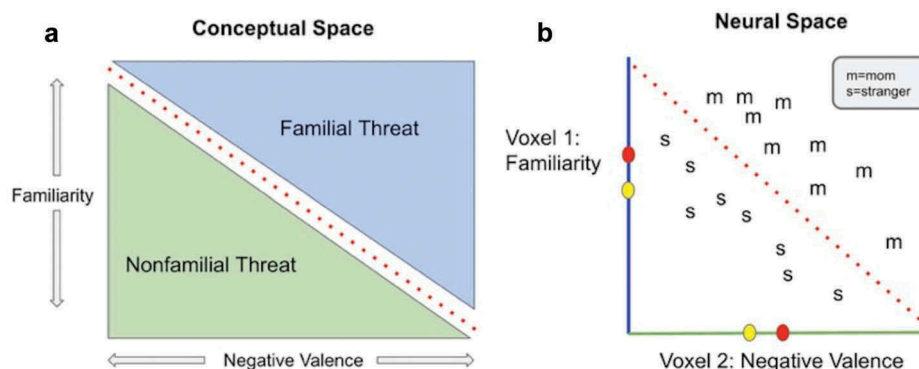 a
Conceptual Space
Familiarity
Familial Threat
Nonfamilial Threat
Negative Valence
b
Neural Space
m=mom
s=stranger
Voxel 1:
Familiarity
m m m
m
s m m
s m m
s s s
s m
s
s
Voxel 2: Negative Valence